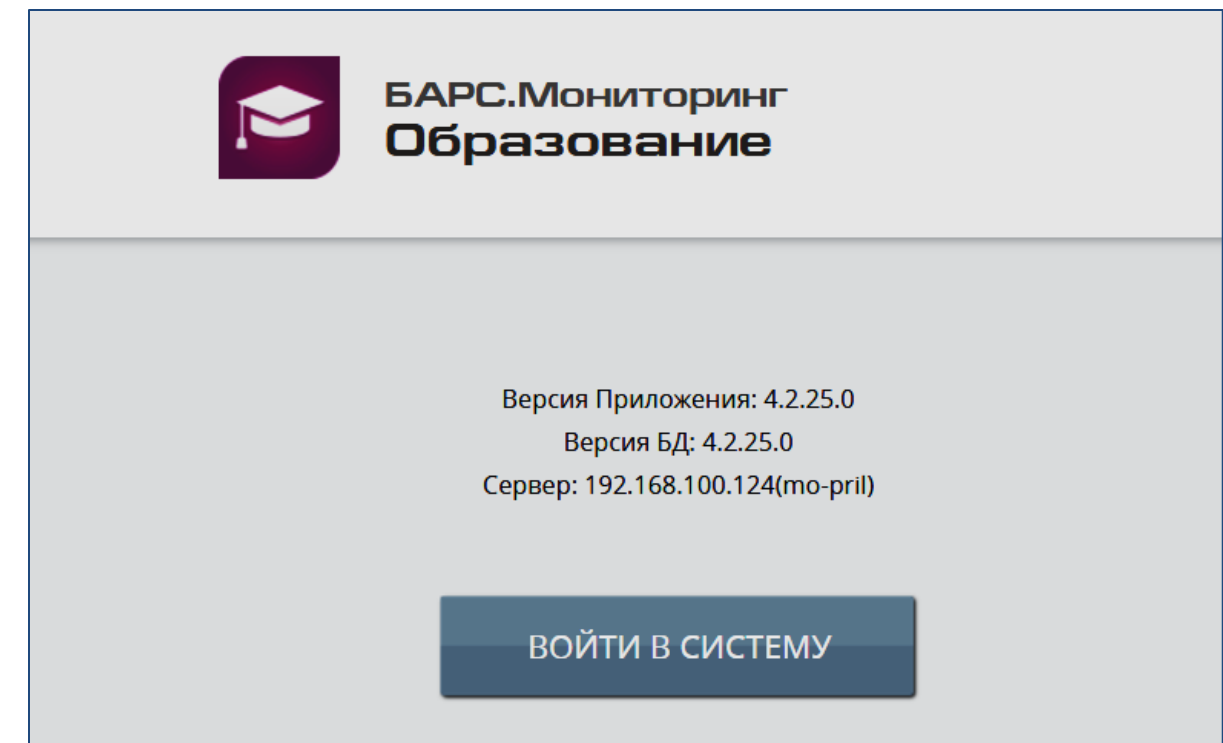 БАРС.Мониторинг
Образование
Версия Приложения: 4.2.25.0
Версия БД: 4.2.25.0
Сервер: 192.168.100.124(mo-pril)
ВОЙТИ В СИСТЕМУ